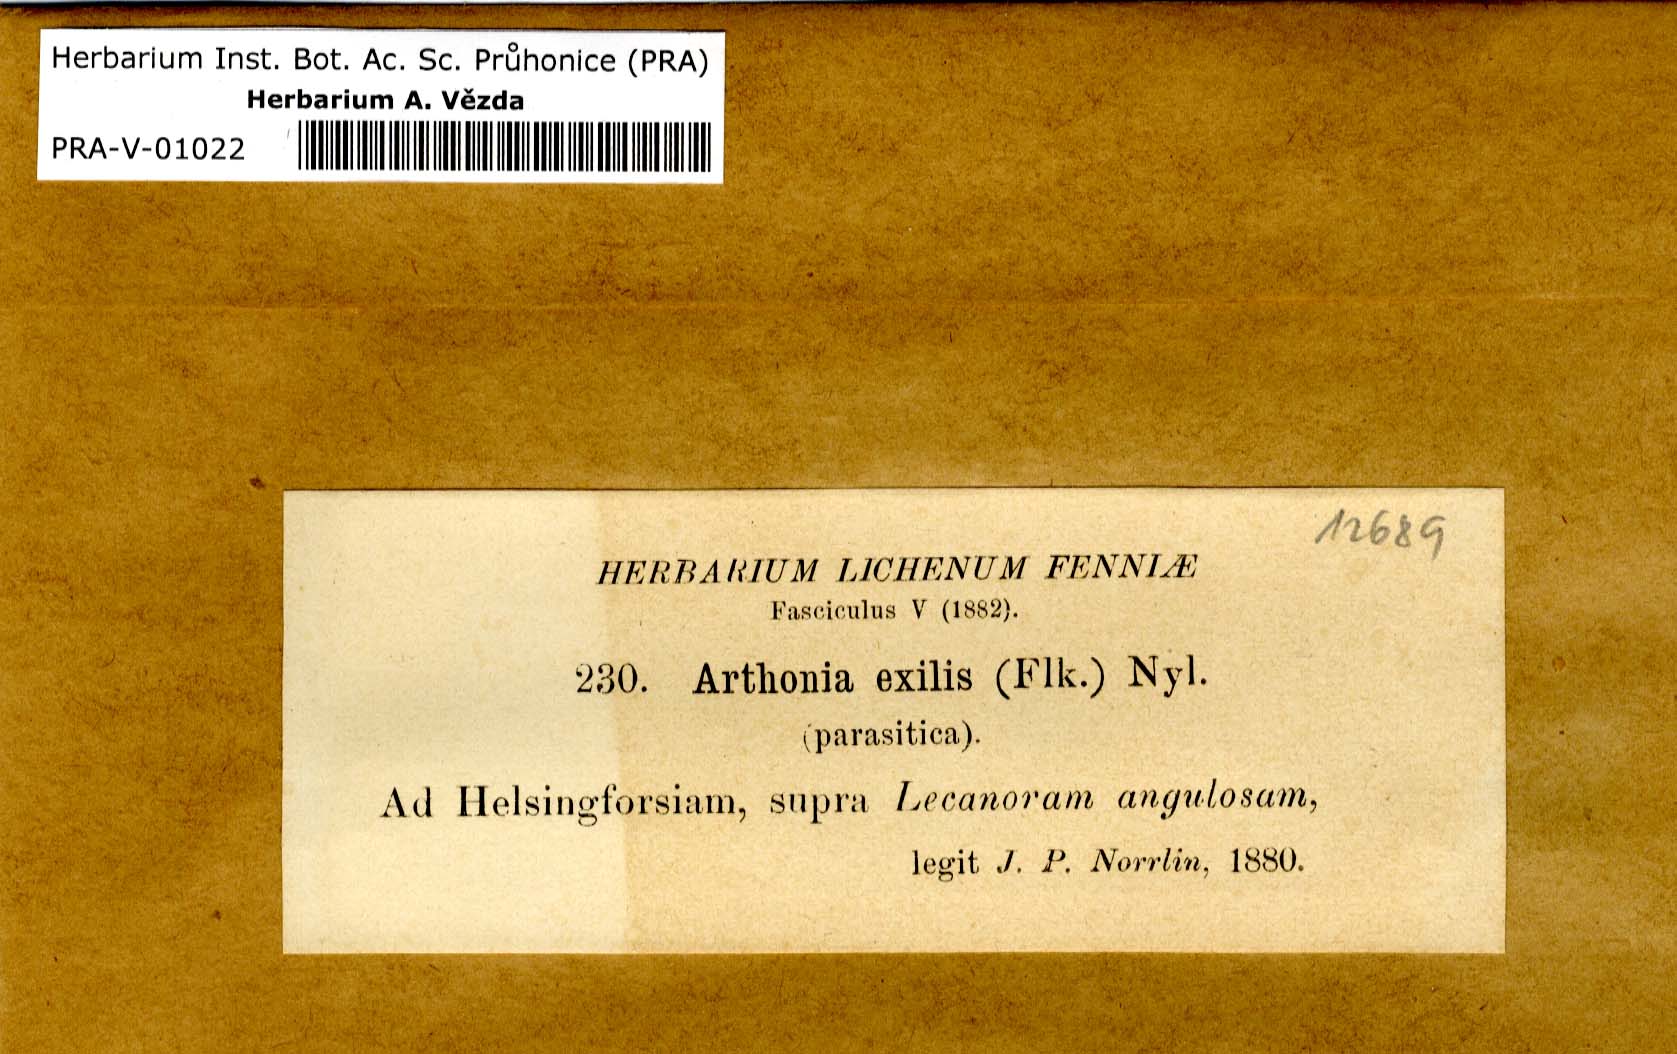 Herbarium Inst. Bot. Ac. Sc. Průhonice (PRA)
Herbarium A. Vězda
PRA-V-01022
12689
HERBARIUM LICHENUM FENNIÆ
Fasciculus V (1882).
230. Arthonia exilis (Flk.) Nyl.
(parasitica).
Ad Helsingforsiam, supra Lecanoram angulosam,
legit J. P. Norrlin, 1880.